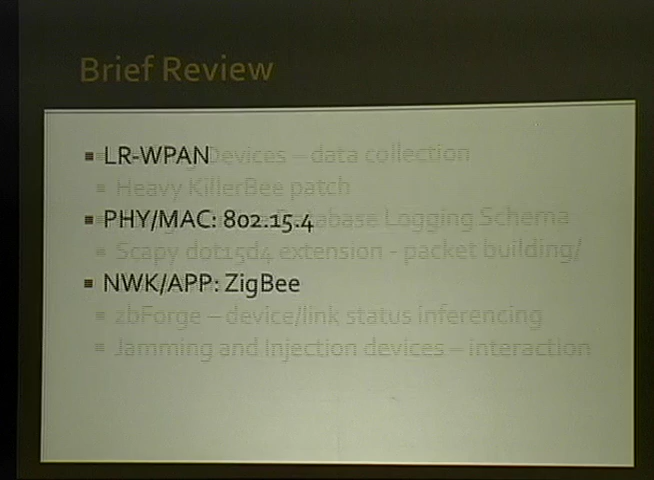 Brief Review
LR-WPAN
Devices – data collection
Heavy KillerBee patch
PHY/MAC: 802.15.4
Database Logging Schema
Scapy dot15d4 extension - packet building/
NWK/APP: ZigBee
zbForge – device/link status inferencing
Jamming and Injection devices – interaction